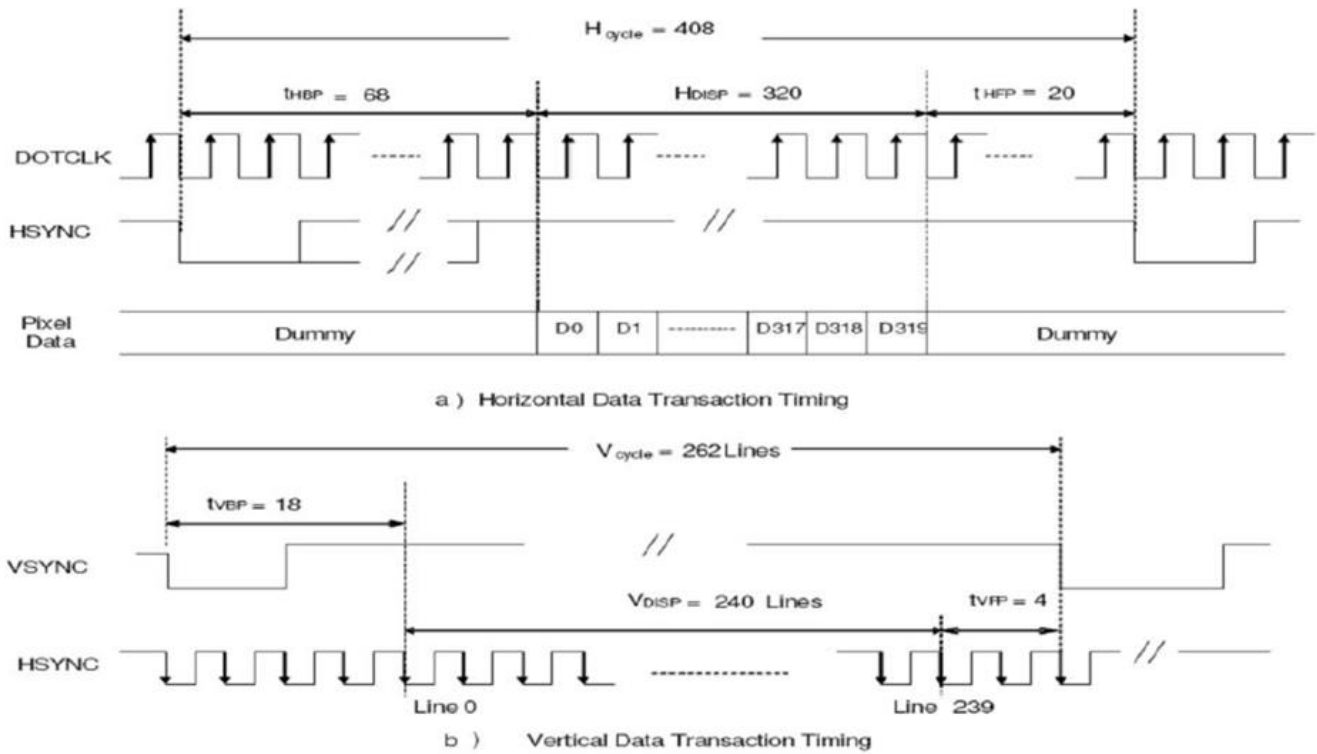 H cycle = 408
tHBP = 68
HDISP = 320
tHFP = 20
DOTCLK
HSYNC
Pixel
Data
Dummy
D0
D1
D317
D318
D319
Dummy
a ) Horizontal Data Transaction Timing
V cycle = 262 Lines
tVBP = 18
VSYNC
VDISP = 240 Lines
tVFP = 4
HSYNC
Line 0
Line 239
b ) Vertical Data Transaction Timing